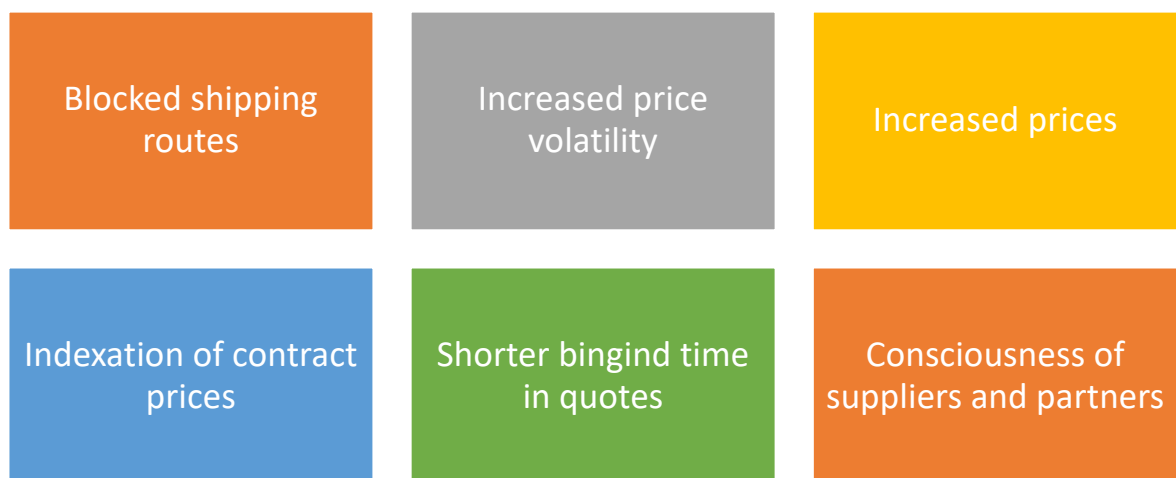 Blocked shipping
routes
Increased price
volatility
Increased prices
Indexation of contract
prices
Shorter bingind time
in quotes
Consciousness of
suppliers and partners